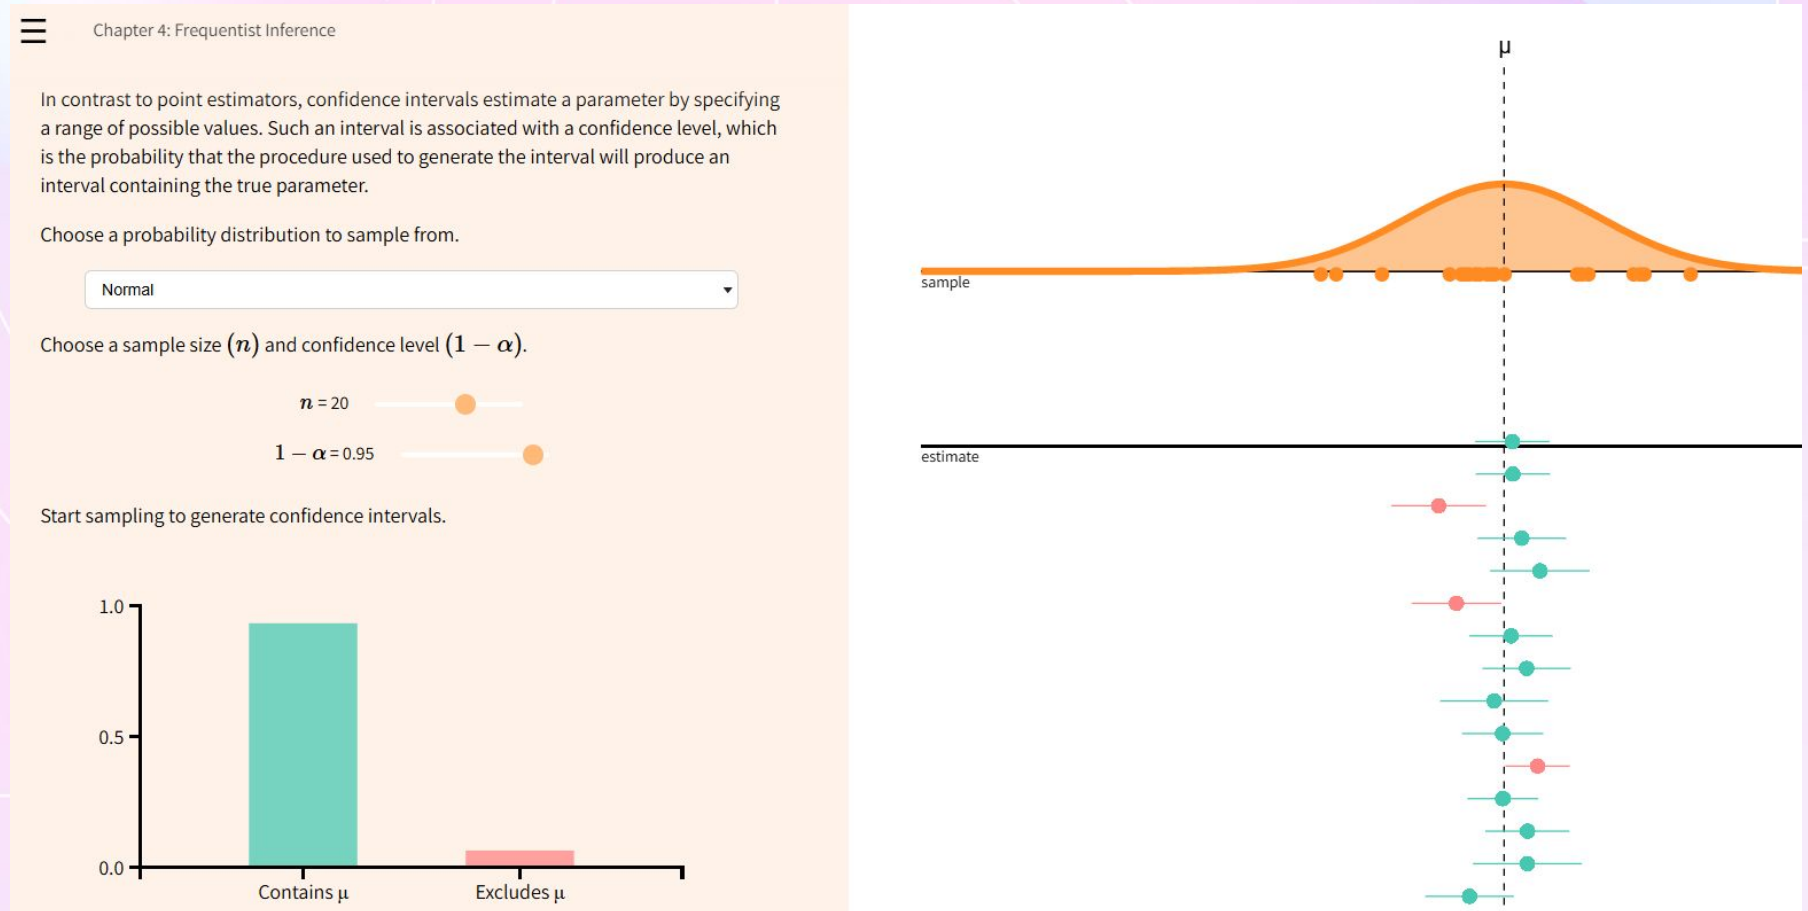 Chapter 4: Frequentist Inference
In contrast to point estimators, confidence intervals estimate a parameter by specifying
a range of possible values. Such an interval is associated with a confidence level, which
is the probability that the procedure used to generate the interval will produce an
interval containing the true parameter.
Choose a probability distribution to sample from.
Normal
Choose a sample size (n) and confidence level (1 − α).
n = 20
1 − α = 0.95
Start sampling to generate confidence intervals.
1.0
0.5
0.0
Contains μ
Excludes μ
μ
sample
estimate